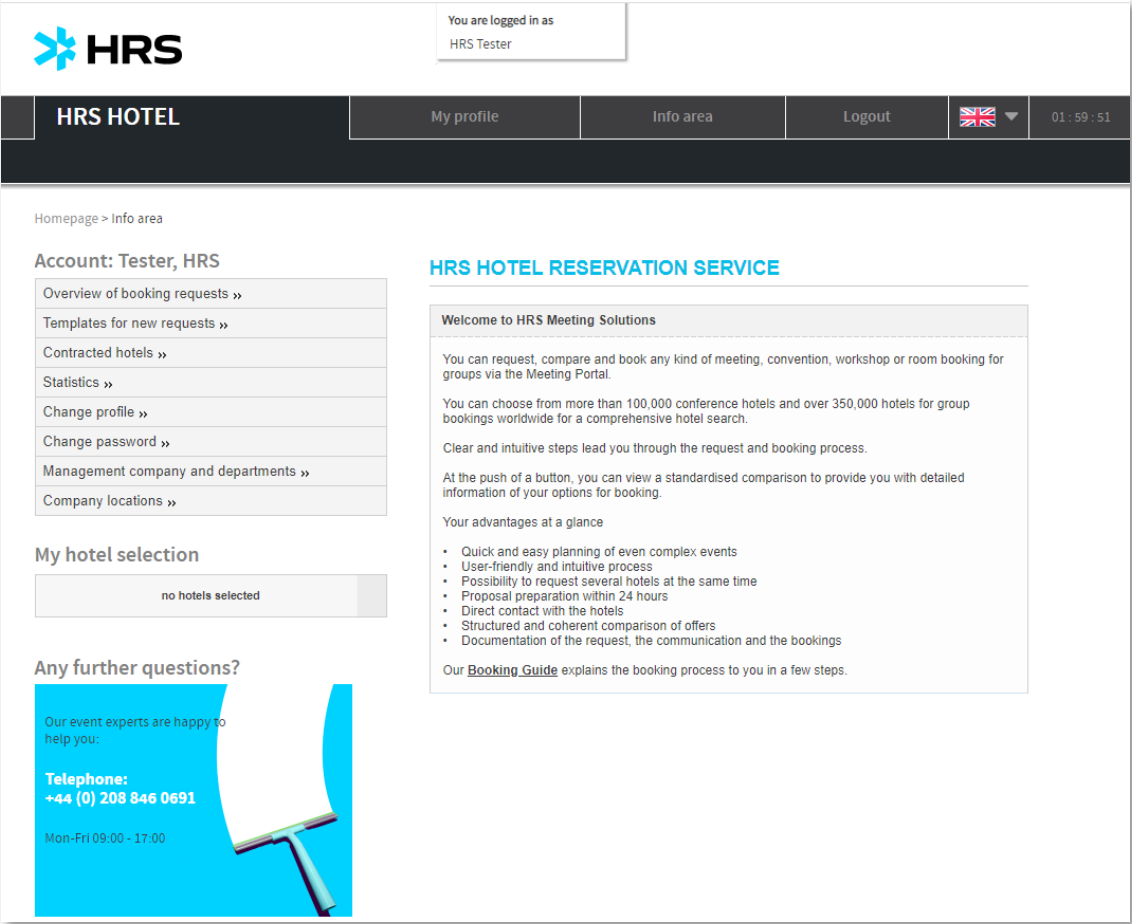 You are logged in as
HRS Tester
HRS
HRS HOTEL
My profile
Info area
Logout
01 : 59 : 51
Homepage > Info area
Account: Tester, HRS
Overview of booking requests »
Templates for new requests »
Contracted hotels »
Statistics »
Change profile »
Change password »
Management company and departments »
Company locations »
My hotel selection
no hotels selected
Any further questions?
Our event experts are happy to
help you:
Telephone:
+44 (0) 208 846 0691
Mon-Fri 09:00 - 17:00
HRS HOTEL RESERVATION SERVICE
Welcome to HRS Meeting Solutions
You can request, compare and book any kind of meeting, convention, workshop or room booking for
groups via the Meeting Portal.
You can choose from more than 100,000 conference hotels and over 350,000 hotels for group
bookings worldwide for a comprehensive hotel search.
Clear and intuitive steps lead you through the request and booking process.
At the push of a button, you can view a standardised comparison to provide you with detailed
information of your options for booking.
Your advantages at a glance
• Quick and easy planning of even complex events
• User-friendly and intuitive process
• Possibility to request several hotels at the same time
• Proposal preparation within 24 hours
• Direct contact with the hotels
• Structured and coherent comparison of offers
• Documentation of the request, the communication and the bookings
Our Booking Guide explains the booking process to you in a few steps.